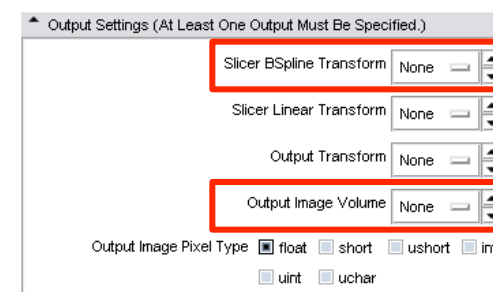 Output Settings (At Least One Output Must Be Specified.)
Slicer BSpline Transform None
Slicer Linear Transform None
Output Transform None
Output Image Volume None
Output Image Pixel Type float short ushort
uint uchar